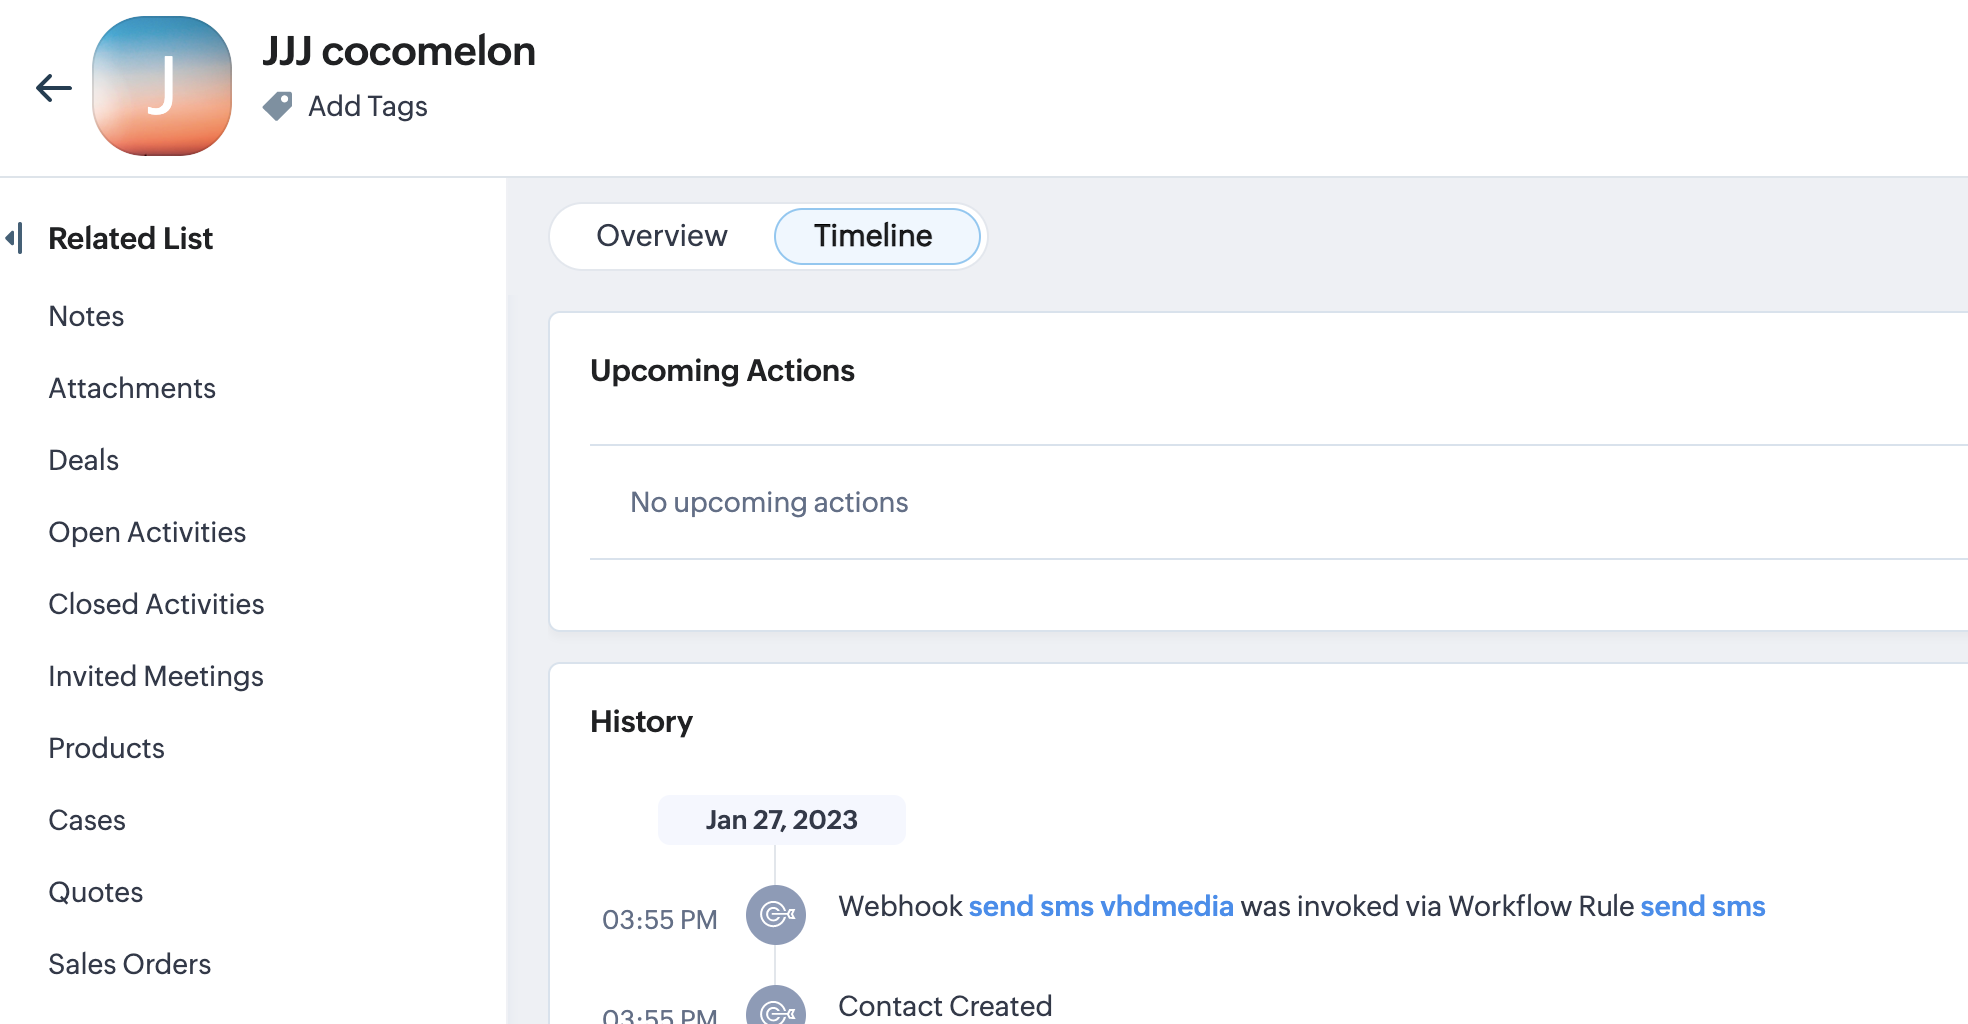 J
JJJ cocomelon
Add Tags
Related List
Notes
Attachments
Deals
Open Activities
Closed Activities
Invited Meetings
Products
Cases
Quotes
Sales Orders
Overview
Timeline
Upcoming Actions
No upcoming actions
History
Jan 27, 2023
03:55 PM
Webhook send sms vhdmedia was invoked via Workflow Rule send sms
03:55 PM
Contact Created